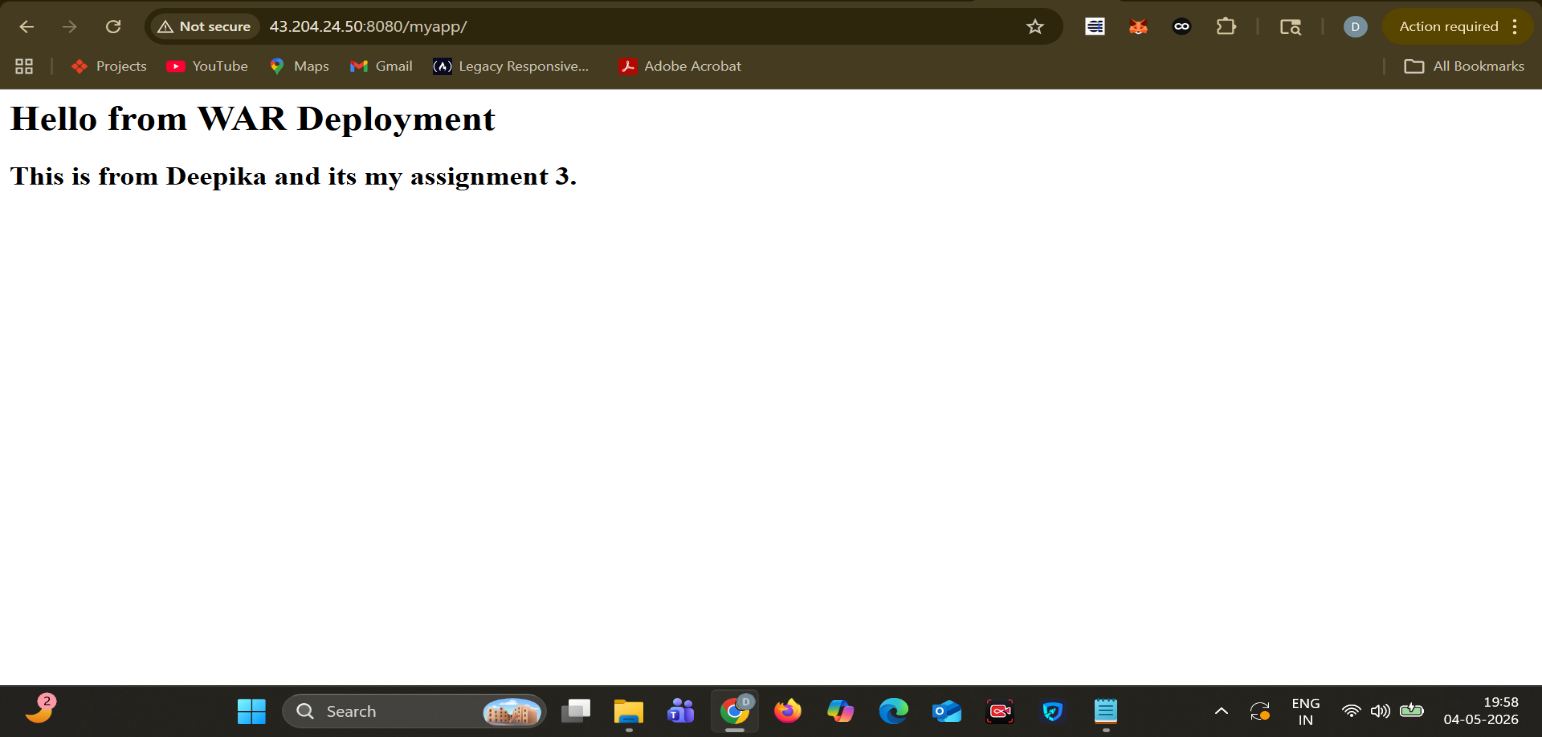 Not secure 43.204.24.50:8080/myapp/ D Action required
Projects YouTube Maps Gmail Legacy Responsive... Adobe Acrobat All Bookmarks
Hello from WAR Deployment
This is from Deepika and its my assignment 3.
2 Search D ENG 19:58
IN 04-05-2026